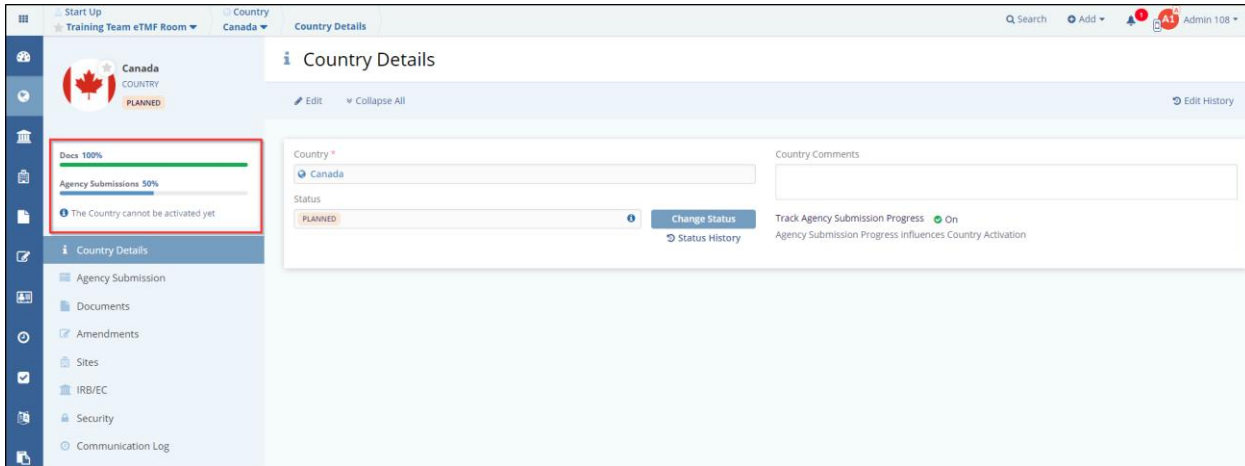 Start Up
Training Team eTMF Room
Country
Canada
Country Details
Search
Add
1
A
A1
Admin 108
Canada
COUNTRY
PLANNED
Docs 100%
Agency Submissions 50%
The Country cannot be activated yet
Country Details
Agency Submission
Documents
Amendments
Sites
IRB/EC
Security
Communication Log
i Country Details
Edit
Collapse All
Edit History
Country *
Canada
Status
PLANNED
Change Status
Status History
Country Comments
Track Agency Submission Progress On
Agency Submission Progress influences Country Activation